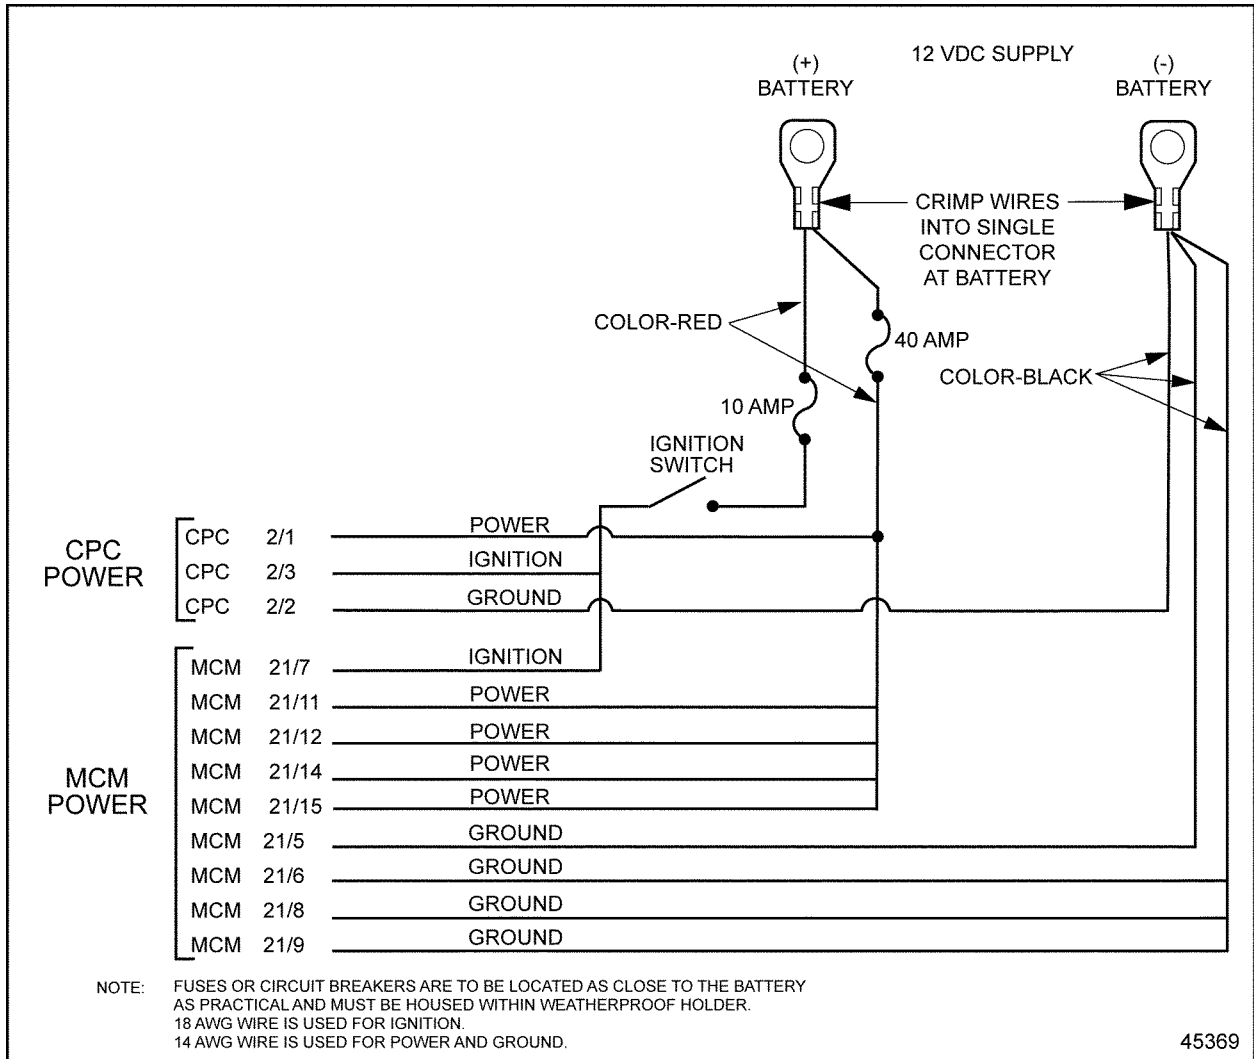 12 VDC SUPPLY
(+)
BATTERY
(-)
BATTERY
CRIMP WIRES
INTO SINGLE
CONNECTOR
AT BATTERY
COLOR-RED
40 AMP
COLOR-BLACK
10 AMP
IGNITION
SWITCH
CPC
POWER
CPC 2/1 POWER
CPC 2/3 IGNITION
CPC 2/2 GROUND
MCM
POWER
MCM 21/7 IGNITION
MCM 21/11 POWER
MCM 21/12 POWER
MCM 21/14 POWER
MCM 21/15 POWER
MCM 21/5 GROUND
MCM 21/6 GROUND
MCM 21/8 GROUND
MCM 21/9 GROUND
NOTE: FUSES OR CIRCUIT BREAKERS ARE TO BE LOCATED AS CLOSE TO THE BATTERY
AS PRACTICAL AND MUST BE HOUSED WITHIN WEATHERPROOF HOLDER.
18 AWG WIRE IS USED FOR IGNITION.
14 AWG WIRE IS USED FOR POWER AND GROUND.
45369